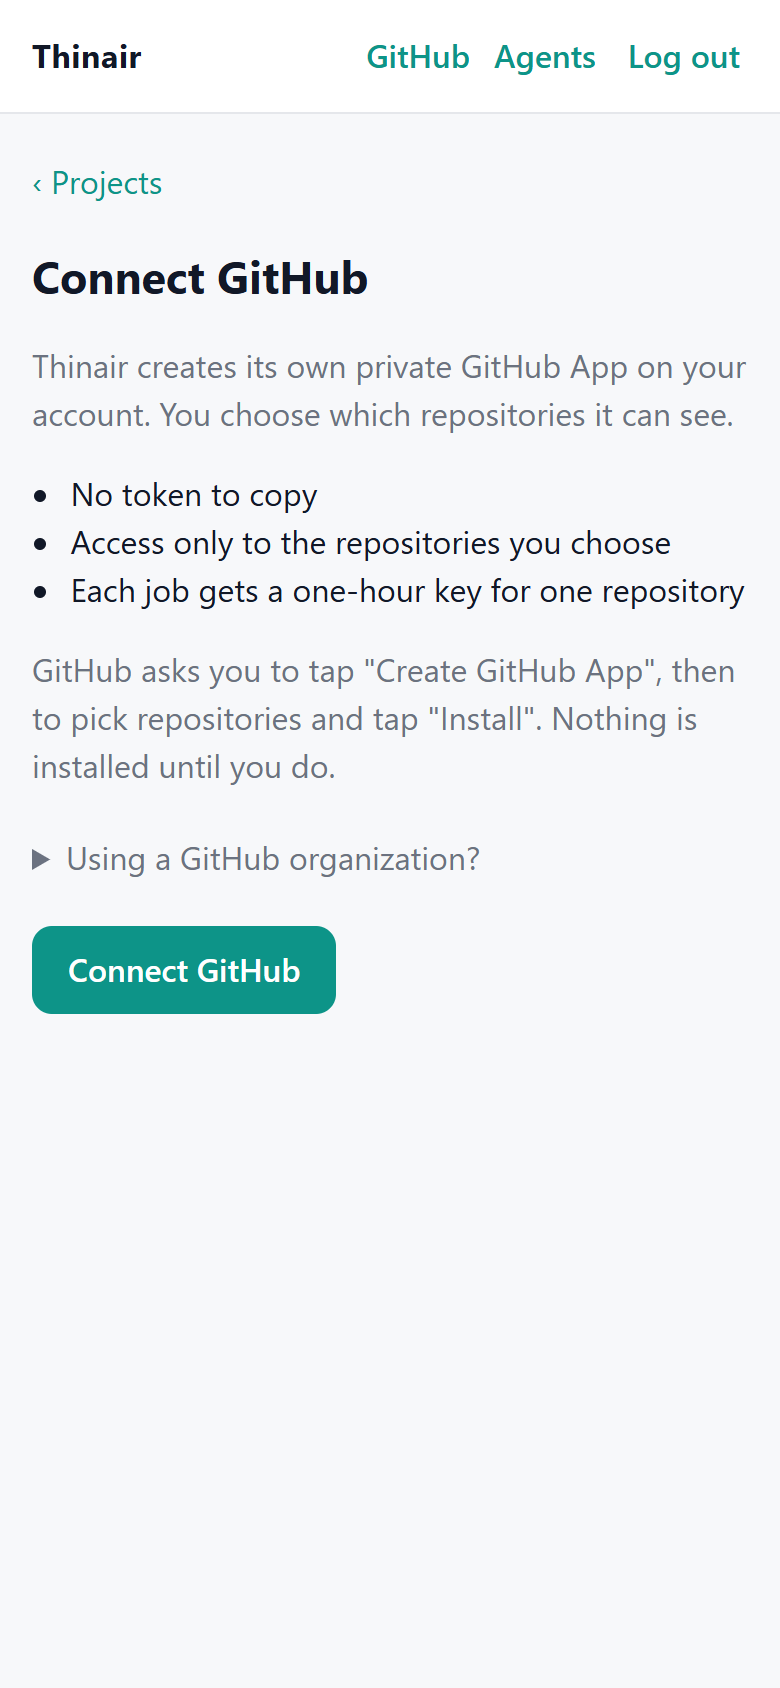 Thinair
GitHub Agents Log out
‹ Projects
Connect GitHub
Thinair creates its own private GitHub App on your
account. You choose which repositories it can see.
• No token to copy
• Access only to the repositories you choose
• Each job gets a one-hour key for one repository
GitHub asks you to tap "Create GitHub App", then
to pick repositories and tap "Install". Nothing is
installed until you do.
▶ Using a GitHub organization?
Connect GitHub